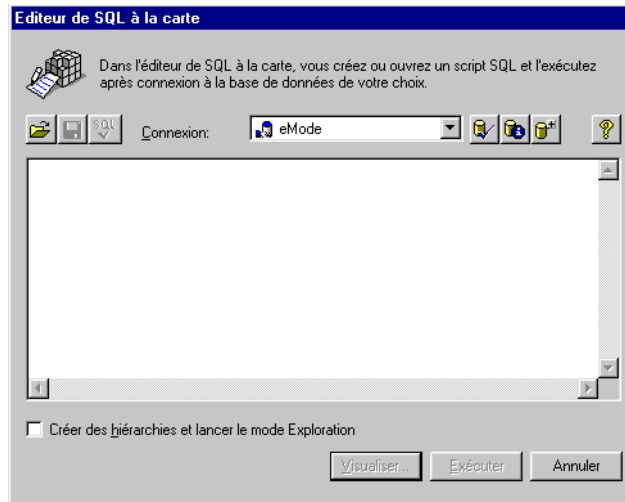 Editeur de SQL à la carte
Dans l'éditeur de SQL à la carte, vous créez ou ouvrez un script SQL et l'exécutez
après connexion à la base de données de votre choix.
SQL
Connexion:
eMode
?
Créer des hiérarchies et lancer le mode Exploration
Visualiser...
Exécuter
Annuler